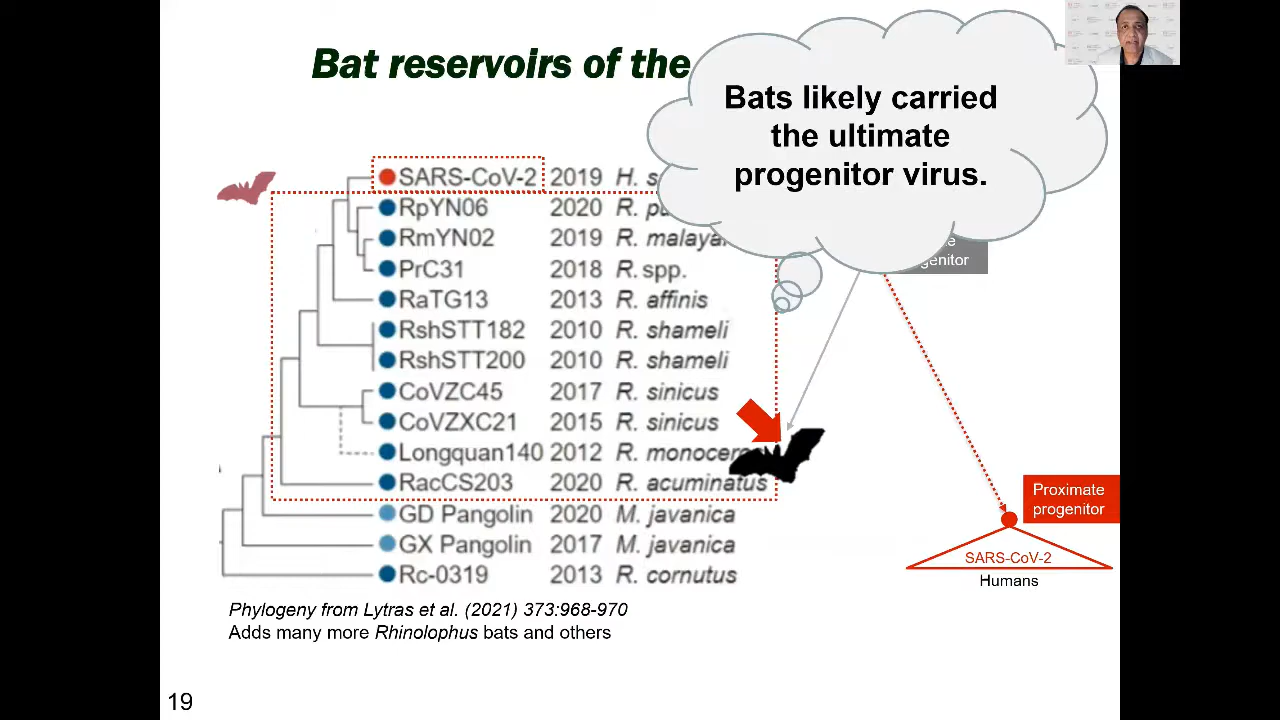 Bat reservoirs of the
Bats likely carried
the ultimate
progenitor virus.
SARS-CoV-2 2019 H.
RpYN06 2020 R.
RmYN02 2019 R.
PrC31 2018 R. spp.
RaTG13 2013 R. affinis
RshSTT182 2010 R. shameli
RshSTT200 2010 R. shameli
CoVZC45 2017 R. sinicus
CoVZXC21 2015 R. sinicus
Longquan140 2012 R.
RacCS203 2020 R. acuminatus
GD Pangolin 2020 M. javanica
GX Pangolin 2017 M. javanica
Rc-0319 2013 R. cornutus
Proximate
progenitor
SARS-CoV-2
Humans
Phylogeny from Lytras et al. (2021) 373:968-970
Adds many more Rhinolophus bats and others
19